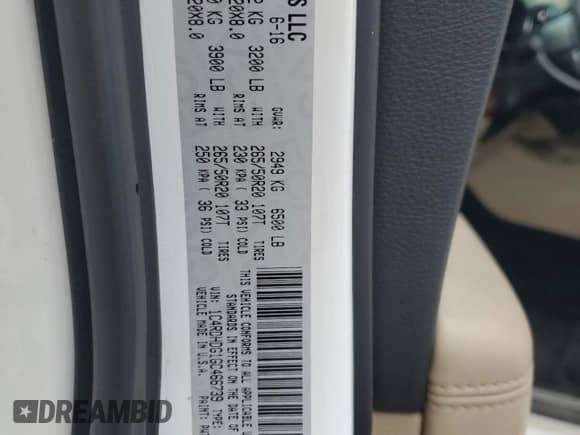 S LLC
6-16
GVWR: 2949 KG 6500 LB
KG 3200 LB WITH 265/50R20 107T TIRES
20X8.0 RIMS AT 230 KPA ( 33 PSI) COLD
KG 3900 LB WITH 265/50R20 107T TIRES
20X8.0 RIMS AT 250 KPA ( 36 PSI) COLD
THIS VEHICLE CONFORMS TO ALL APPLICABLE
STANDARDS IN EFFECT ON THE DATE OF
VIN: 1C4RDHDG1GC466739
VEHICLE MADE IN U.S.A. PAINT: PW
DREAMBID